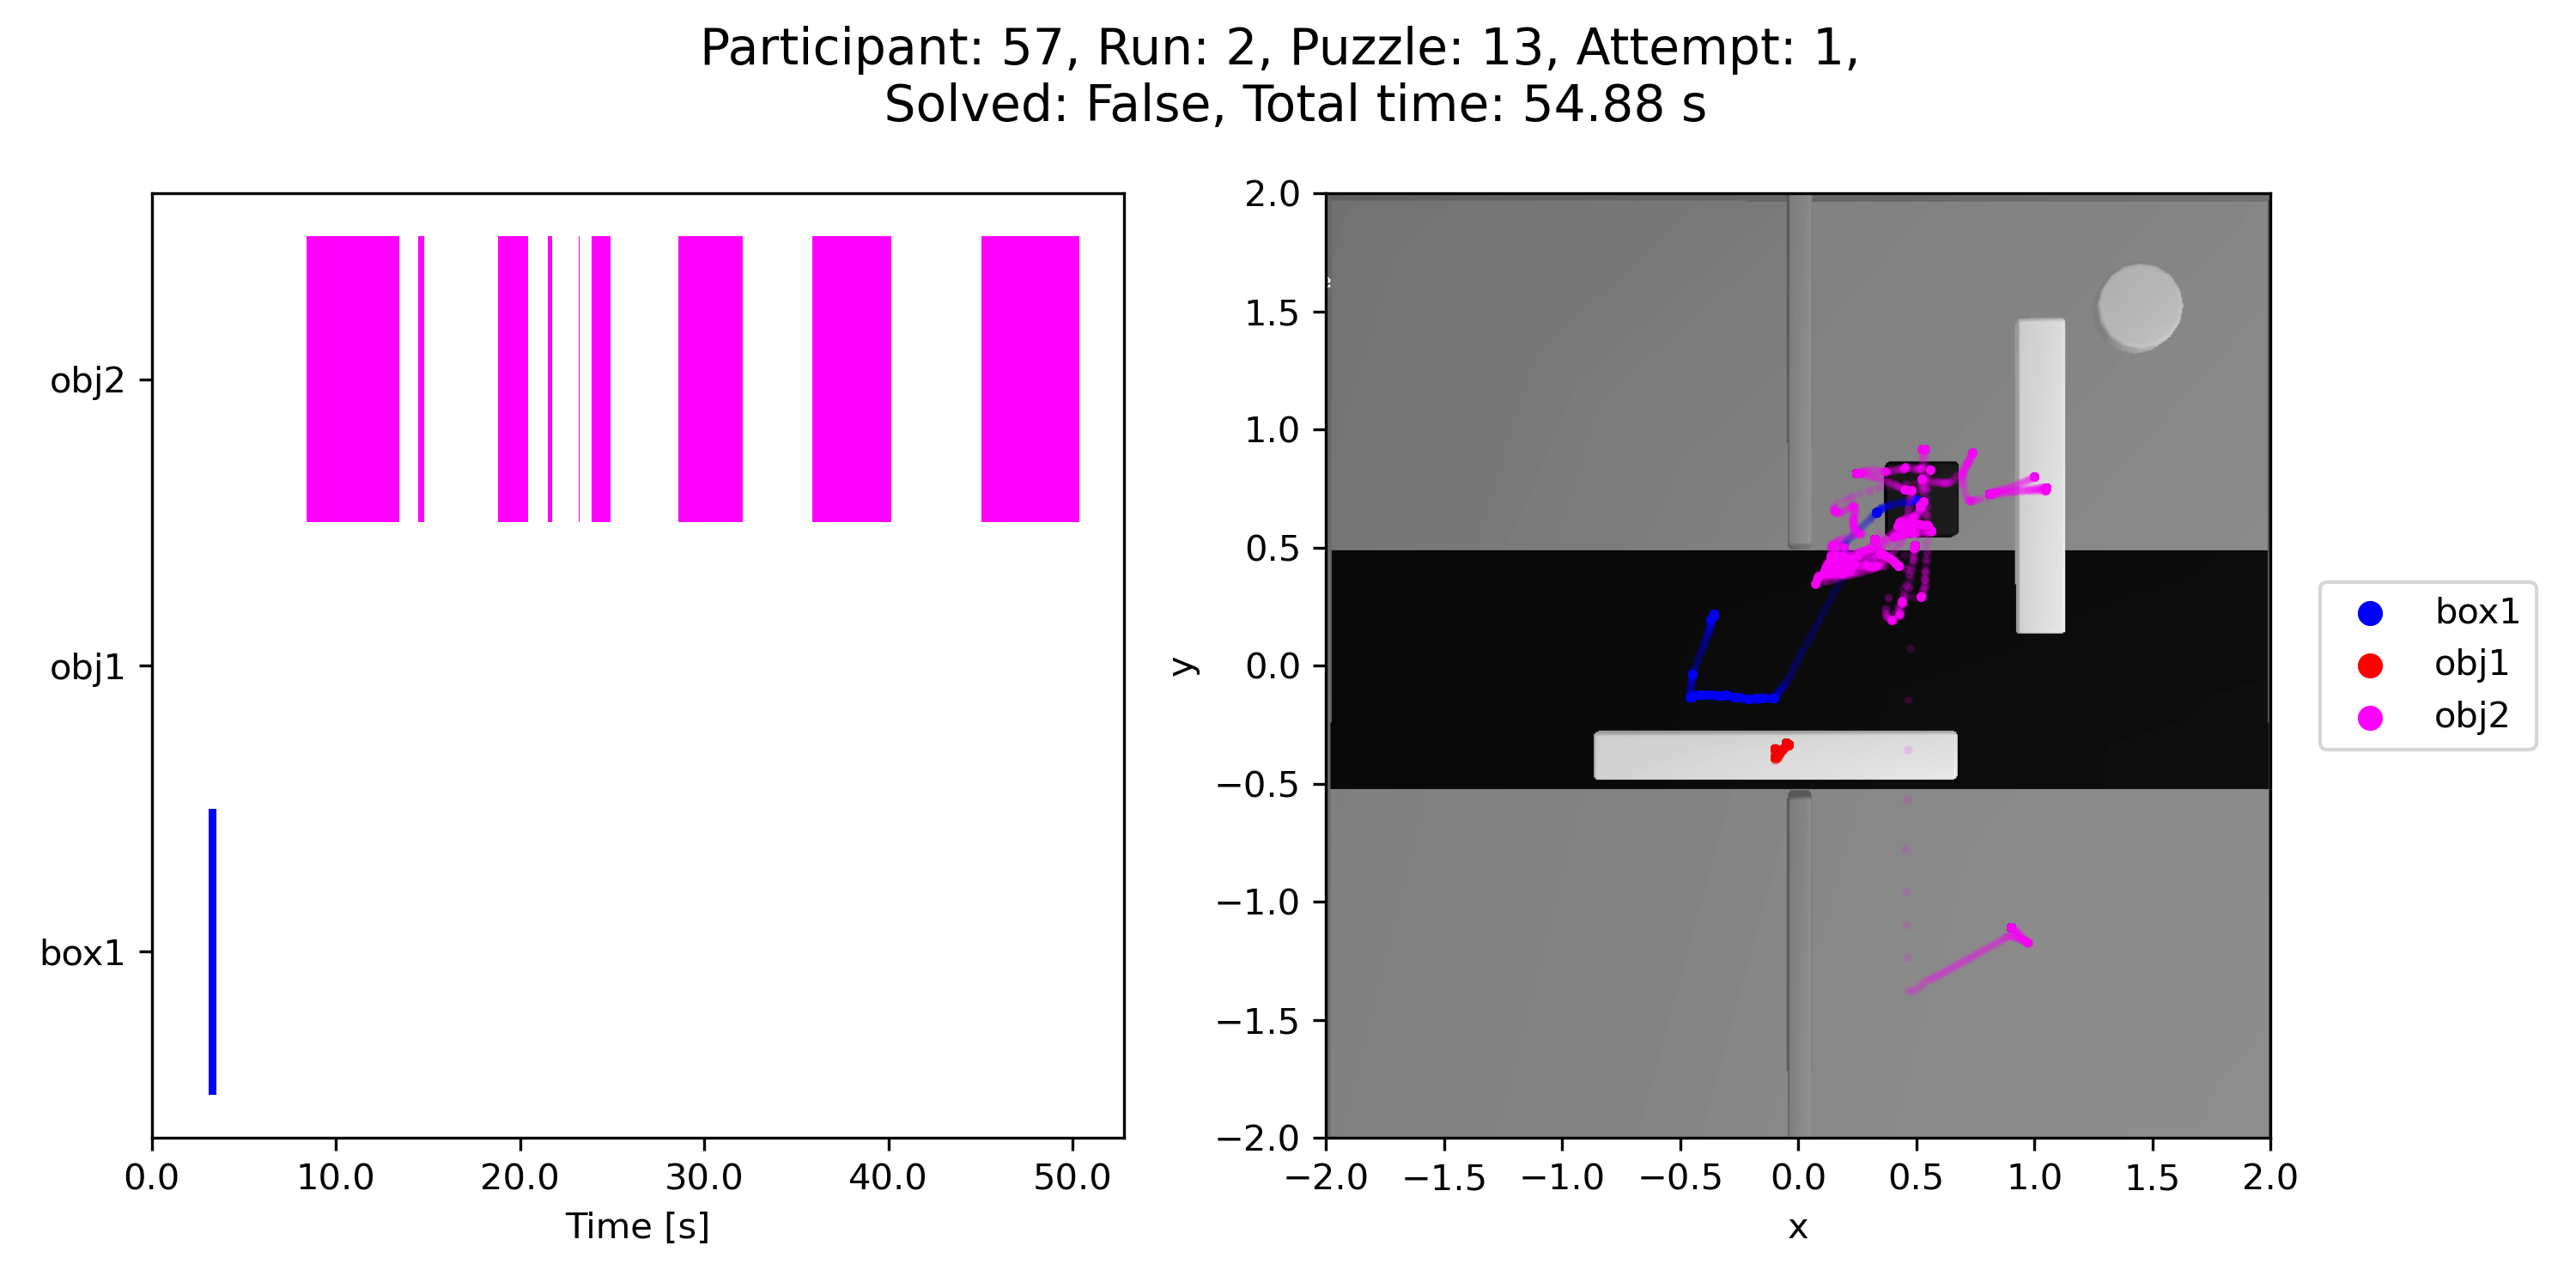 Participant: 57, Run: 2, Puzzle: 13, Attempt: 1,
Solved: False, Total time: 54.88 s
obj2
obj1
box1
0.0 10.0 20.0 30.0 40.0 50.0
Time [s]
2.0
1.5
1.0
0.5
0.0
−0.5
−1.0
−1.5
−2.0
y
−2.0 −1.5 −1.0 −0.5 0.0 0.5 1.0 1.5 2.0
x
box1
obj1
obj2